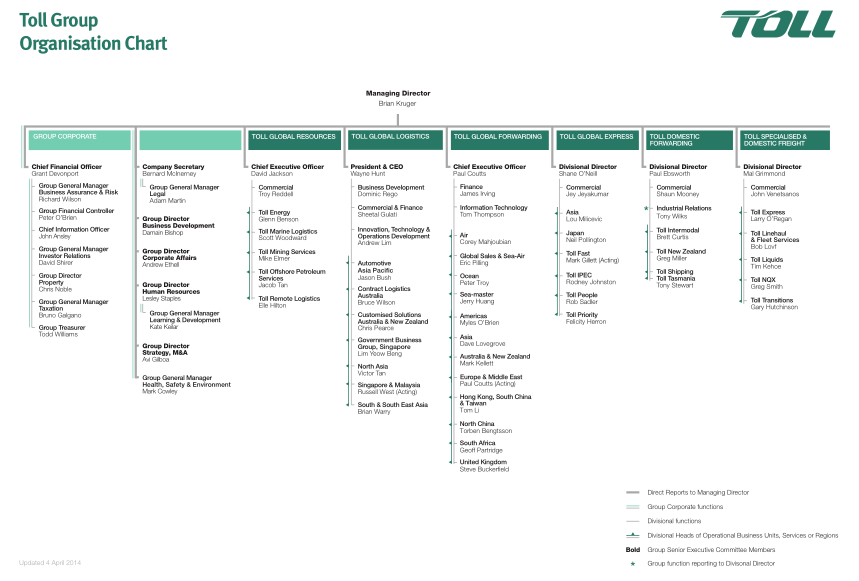 Toll Group
Organisation Chart
TOLL
Managing Director
Brian Kruger
GROUP CORPORATE
Chief Financial Officer
Grant Devonport
Group General Manager
Business Assurance & Risk
Richard Wilson
Group Financial Controller
Peter O'Brien
Chief Information Officer
John Ansley
Group General Manager
Investor Relations
David Shirer
Group Director
Property
Chris Noble
Group General Manager
Taxation
Bruno Galgano
Group Treasurer
Todd Williams
Company Secretary
Bernard McInerney
Group General Manager
Legal
Adam Martin
Group Director
Business Development
Damain Bishop
Group Director
Corporate Affairs
Andrew Ethell
Group Director
Human Resources
Lesley Staples
Group General Manager
Learning & Development
Kate Kellar
Group Director
Strategy, M&A
Avi Gilboa
Group General Manager
Health, Safety & Environment
Mark Cowley
TOLL GLOBAL RESOURCES
Chief Executive Officer
David Jackson
Commercial
Troy Reddell
Toll Energy
Glenn Benson
Toll Marine Logistics
Scott Woodward
Toll Mining Services
Mike Elmer
Toll Offshore Petroleum
Services
Jacob Tan
Toll Remote Logistics
Elle Hilton
TOLL GLOBAL LOGISTICS
President & CEO
Wayne Hunt
Business Development
Dominic Rego
Commercial & Finance
Sheetal Gulati
Innovation, Technology &
Operations Development
Andrew Lim
Automotive
Asia Pacific
Jason Bush
Contract Logistics
Australia
Bruce Wilson
Customised Solutions
Australia & New Zealand
Chris Pearce
Government Business
Group, Singapore
Lim Yeow Beng
North Asia
Victor Tan
Singapore & Malaysia
Russell West (Acting)
South & South East Asia
Brian Warry
TOLL GLOBAL FORWARDING
Chief Executive Officer
Paul Coutts
Finance
James Irving
Information Technology
Tom Thompson
Air
Corey Mahjoubian
Global Sales & Sea-Air
Eric Pilling
Ocean
Peter Troy
Sea-master
Jerry Huang
Americas
Myles O'Brien
Asia
Dave Lovegrove
Australia & New Zealand
Mark Kellett
Europe & Middle East
Paul Coutts (Acting)
Hong Kong, South China
& Taiwan
Tom Li
North China
Torben Bengtsson
South Africa
Geoff Partridge
United Kingdom
Steve Buckerfield
TOLL GLOBAL EXPRESS
Divisional Director
Shane O'Neill
Commercial
Jey Jeyakumar
Asia
Lou Milicevic
Japan
Neil Pollington
Toll Fast
Mark Gillett (Acting)
Toll IPEC
Rodney Johnston
Toll People
Rob Sadler
Toll Priority
Felicity Herron
TOLL DOMESTIC
FORWARDING
Divisional Director
Paul Ebsworth
Commercial
Shaun Mooney
* Industrial Relations
Tony Wilks
Toll Intermodal
Brett Curtis
Toll New Zealand
Greg Miller
Toll Shipping
Toll Tasmania
Tony Stewart
TOLL SPECIALISED &
DOMESTIC FREIGHT
Divisional Director
Mal Grimmond
Commercial
John Venetsanos
Toll Express
Larry O'Regan
Toll Linehaul
& Fleet Services
Bob Lovf
Toll Liquids
Tim Kehoe
Toll NQX
Greg Smith
Toll Transitions
Gary Hutchinson
Direct Reports to Managing Director
Group Corporate functions
Divisional functions
Divisional Heads of Operational Business Units, Services or Regions
Bold Group Senior Executive Committee Members
* Group function reporting to Divisonal Director
Updated 4 April 2014